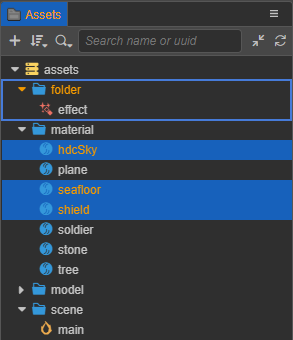 Assets
Search name or uuid
assets
folder
effect
material
hdcSky
plane
seafloor
shield
soldier
stone
tree
model
scene
main